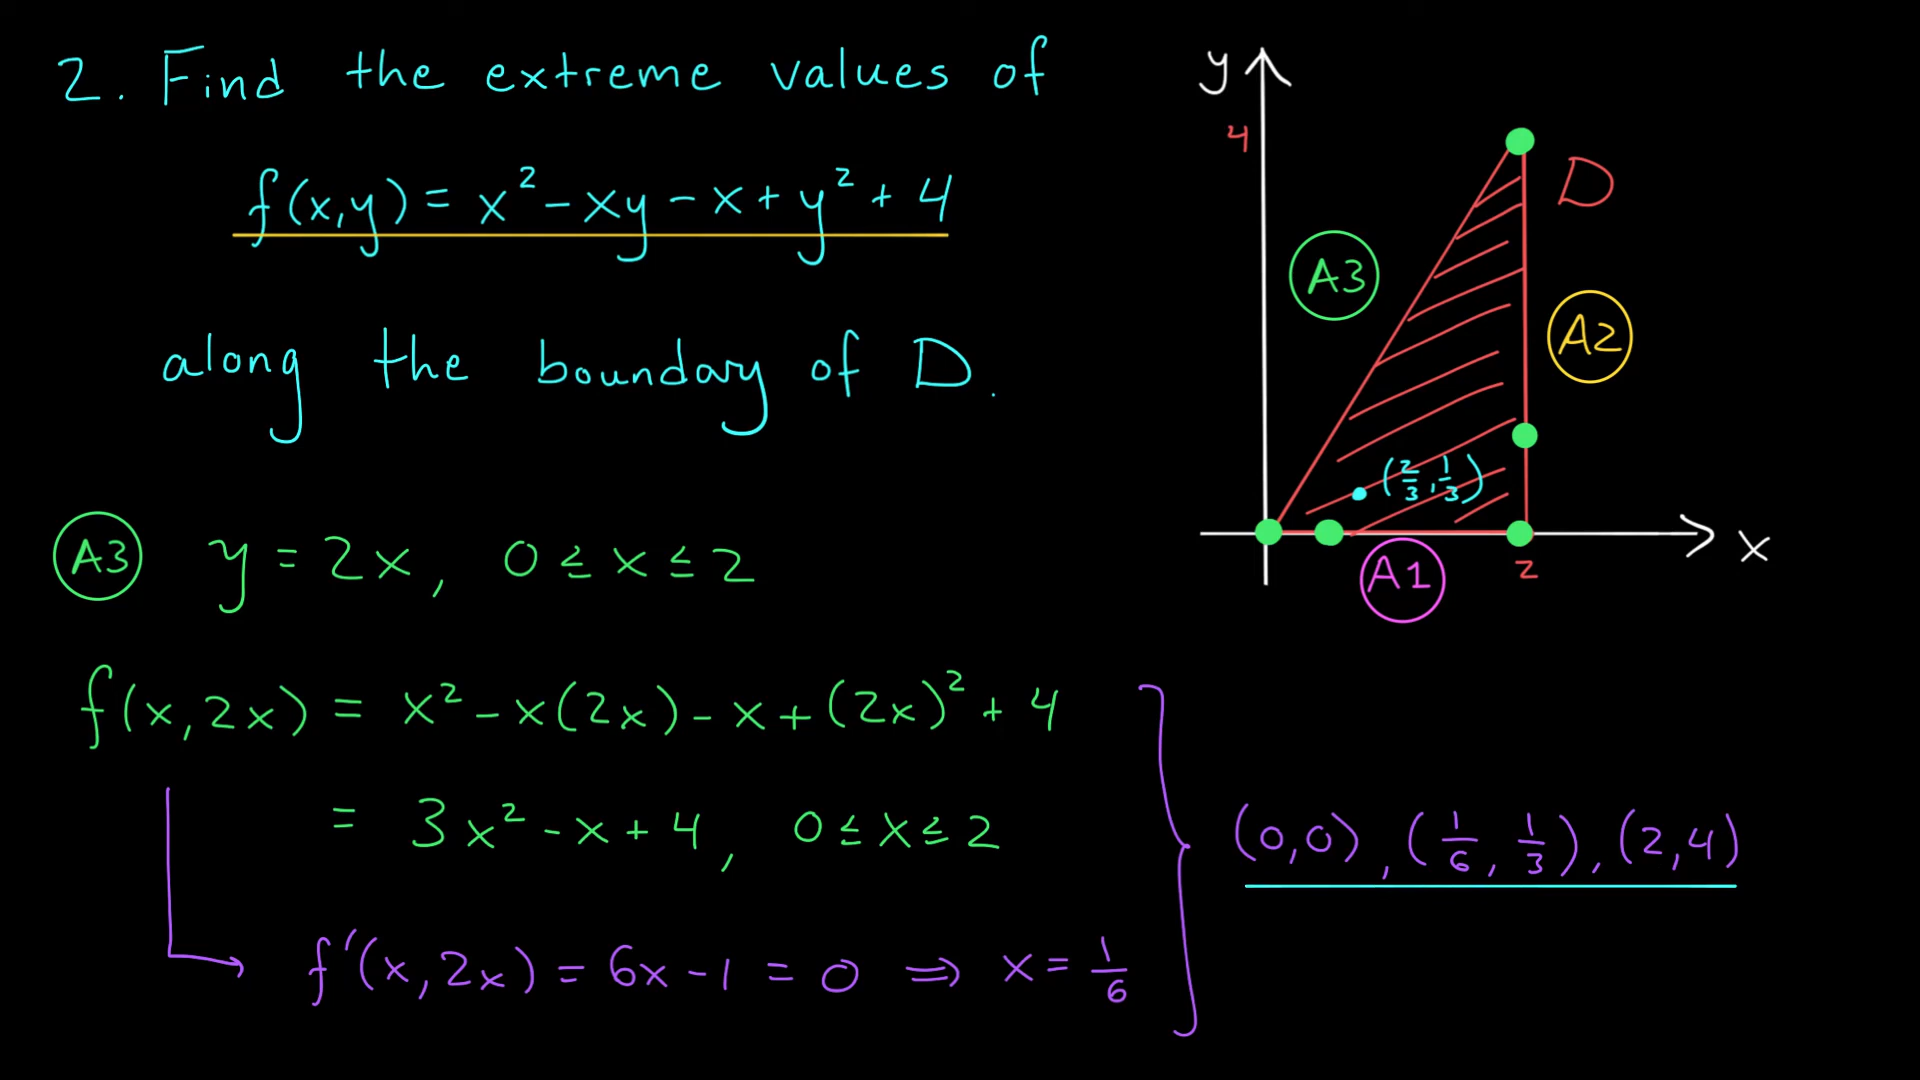 2. Find the extreme values of
f(x,y) = x² - xy - x + y² + 4
along the boundary of D.
y
4
D
A3
A2
(2/3, 1/3)
A1
2
x
A3 y = 2x, 0 ≤ x ≤ 2
f(x, 2x) = x² - x(2x) - x + (2x)² + 4
= 3x² - x + 4, 0 ≤ x ≤ 2
(0,0), (1/6, 1/3), (2,4)
f'(x, 2x) = 6x - 1 = 0 ⟹ x = 1/6